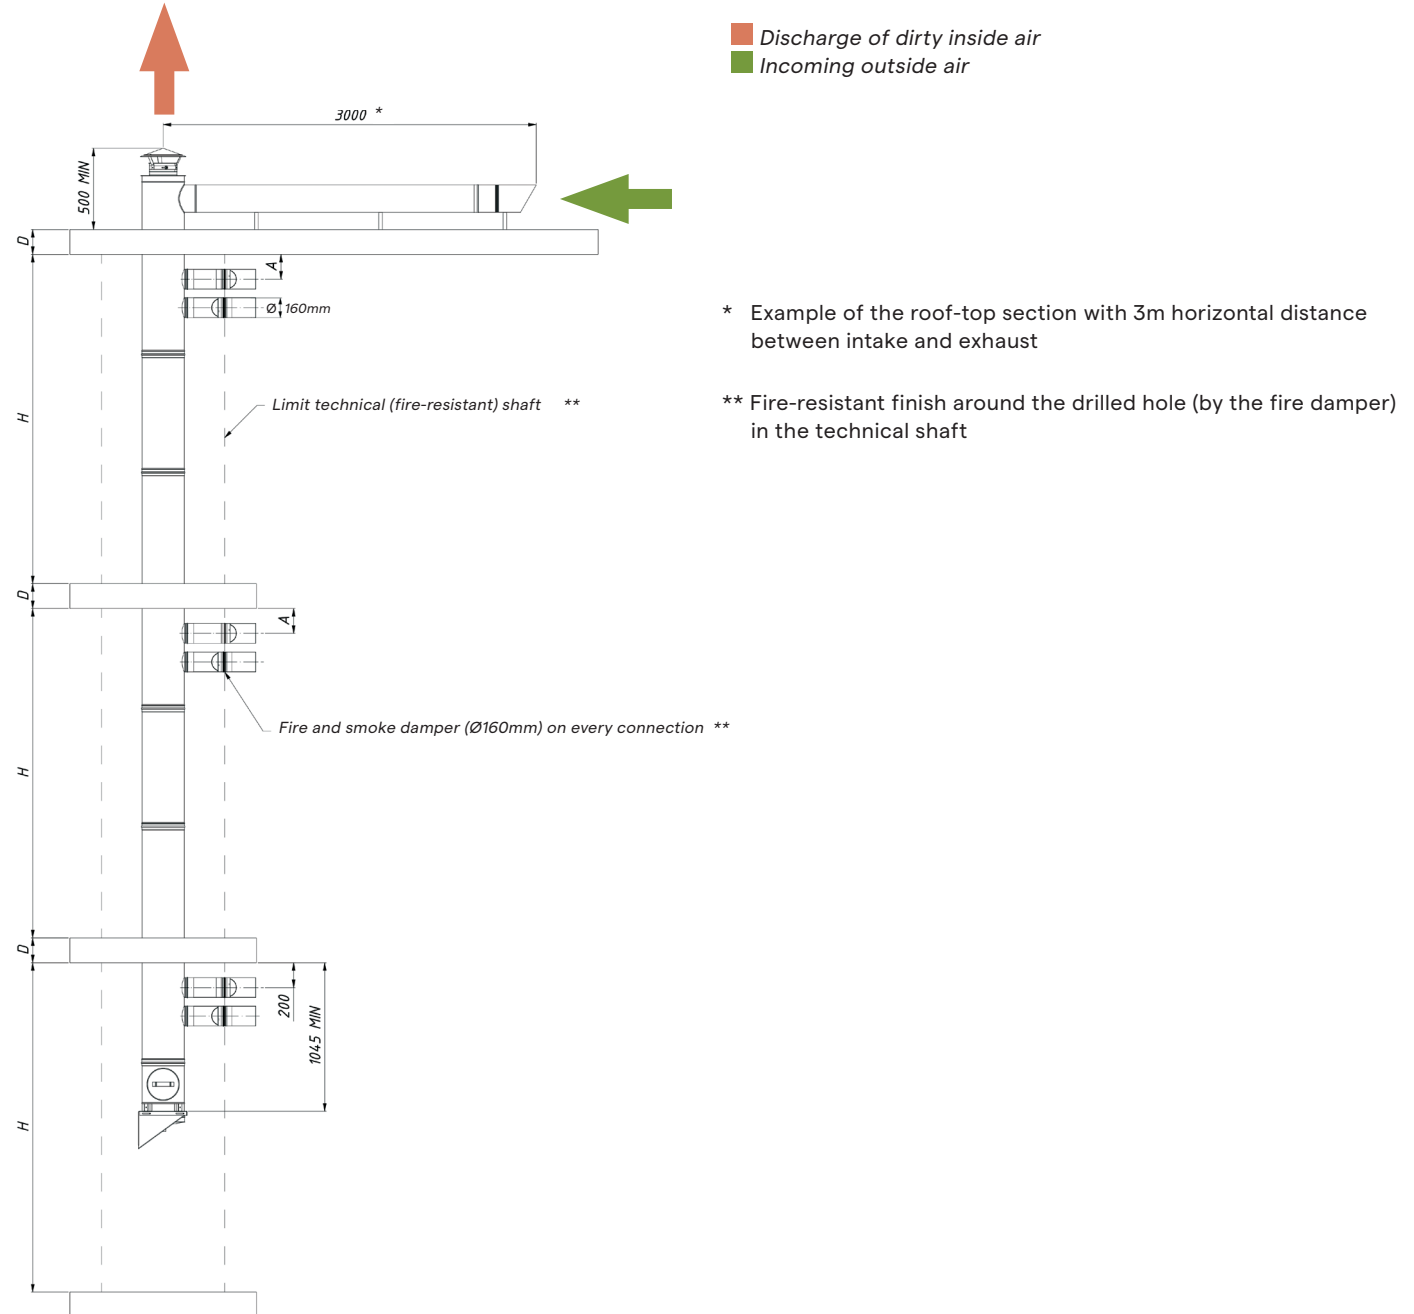 Discharge of dirty inside air
Incoming outside air
3000 *
500 MIN
D
A
Ø 160mm
* Example of the roof-top section with 3m horizontal distance
between intake and exhaust
H
Limit technical (fire-resistant) shaft **
** Fire-resistant finish around the drilled hole (by the fire damper)
in the technical shaft
D
A
Fire and smoke damper (Ø160mm) on every connection **
H
D
200
1045 MIN
H